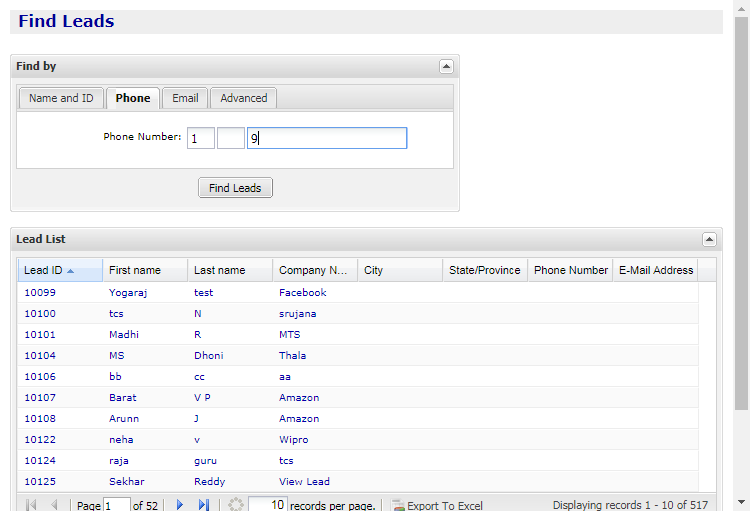 Find Leads
Find by
Name and ID Phone Email Advanced
Phone Number: 1 9
Find Leads
Lead List
Lead ID First name Last name Company N... City State/Province Phone Number E-Mail Address
10099 Yogaraj test Facebook
10100 tcs N srujana
10101 Madhi R MTS
10104 MS Dhoni Thala
10106 bb cc aa
10107 Barat V P Amazon
10108 Arunn J Amazon
10122 neha v Wipro
10124 raja guru tcs
10125 Sekhar Reddy View Lead
Page 1 of 52 10 records per page. Export To Excel Displaying records 1 - 10 of 517